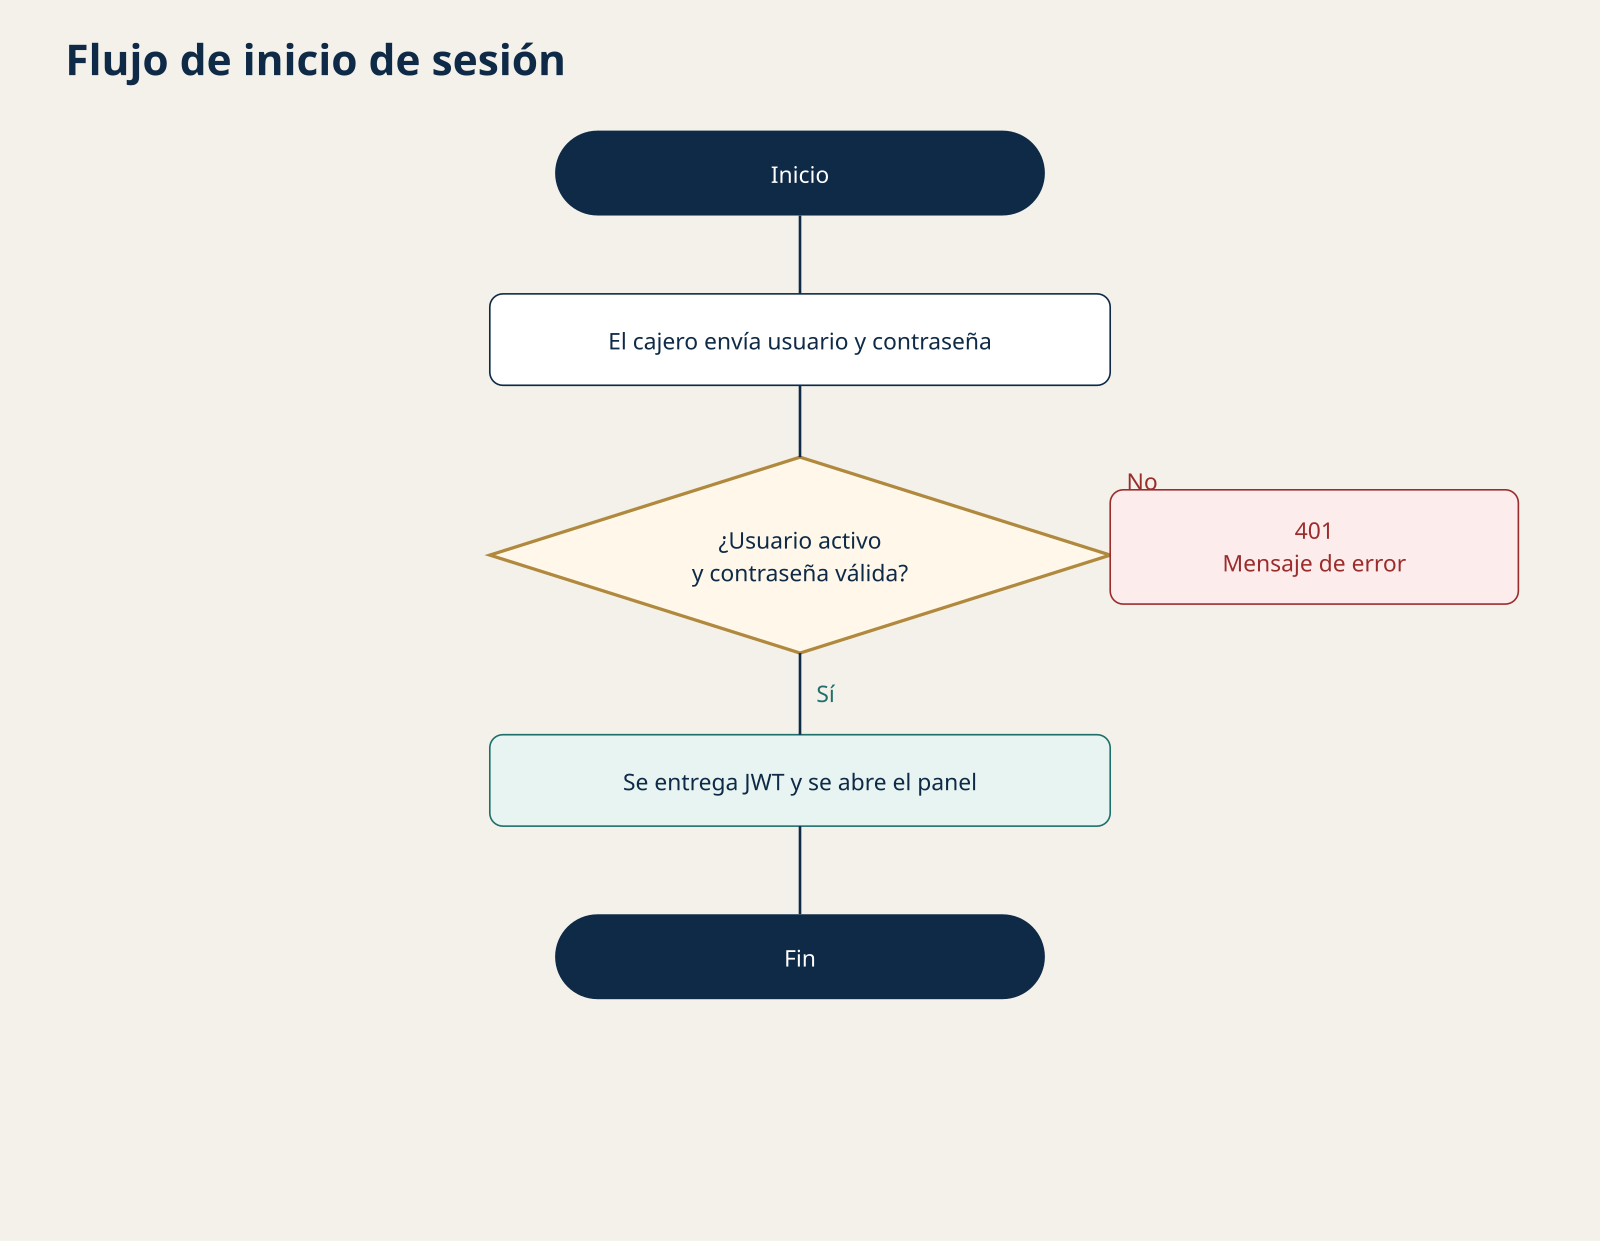 Flujo de inicio de sesión
Inicio
El cajero envía usuario y contraseña
¿Usuario activo
y contraseña válida?
No
401
Mensaje de error
Sí
Se entrega JWT y se abre el panel
Fin